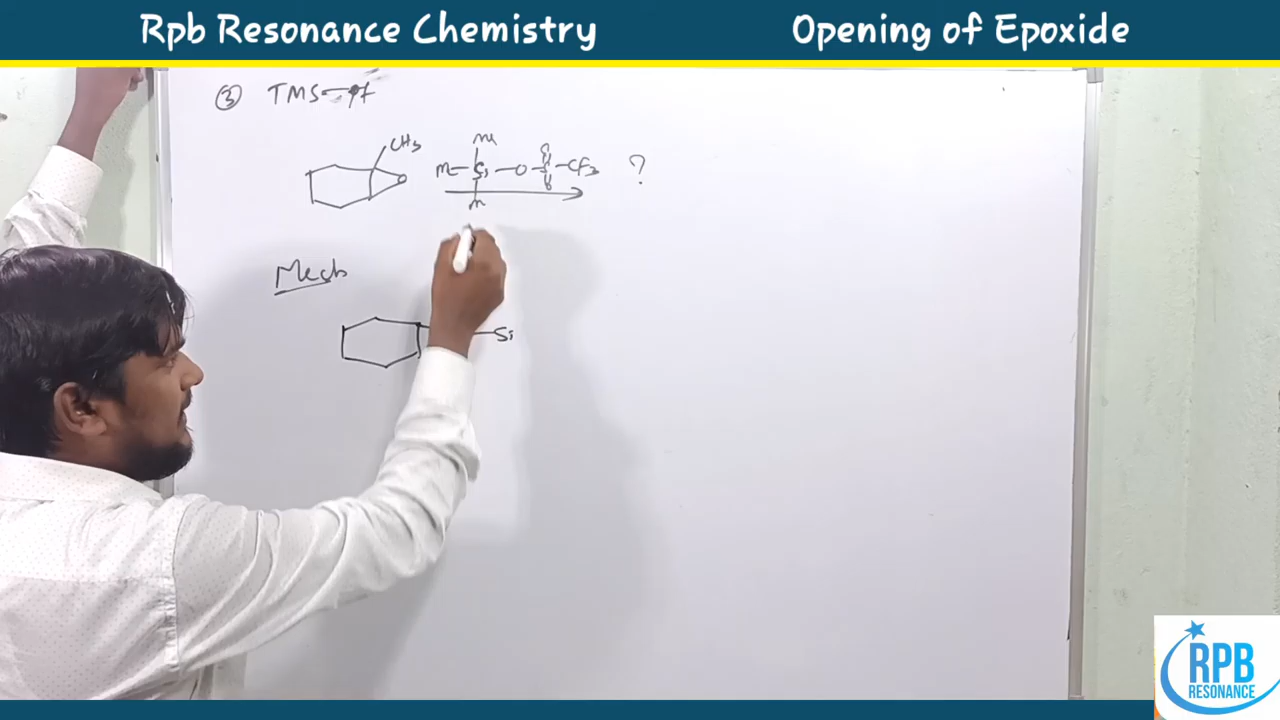 Rpb Resonance Chemistry
Opening of Epoxide
③ TMS-
CH3
Me
M Si O S CF3 ?
O
O
m
Mech
Si
RPB
RESONANCE